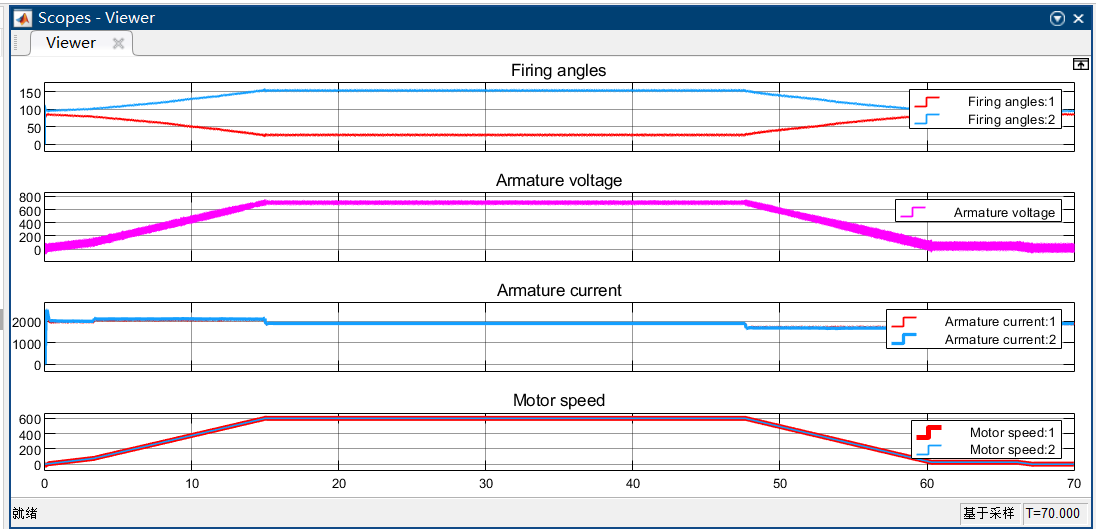 Scopes - Viewer
Viewer
Firing angles
150
100
50
0
Firing angles:1
Firing angles:2
Armature voltage
800
600
400
200
0
Armature voltage
Armature current
2000
1000
0
Armature current:1
Armature current:2
Motor speed
600
400
200
0
Motor speed:1
Motor speed:2
0 10 20 30 40 50 60 70
就绪 基于采样 T=70.000